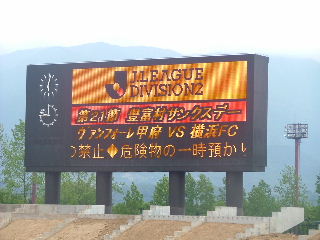 J.LEAGUE
DIVISION2
第21節 豊富村サンクスデー
ヴァンフォーレ甲府 VS 横浜FC
の禁止◆危険物の一時預か